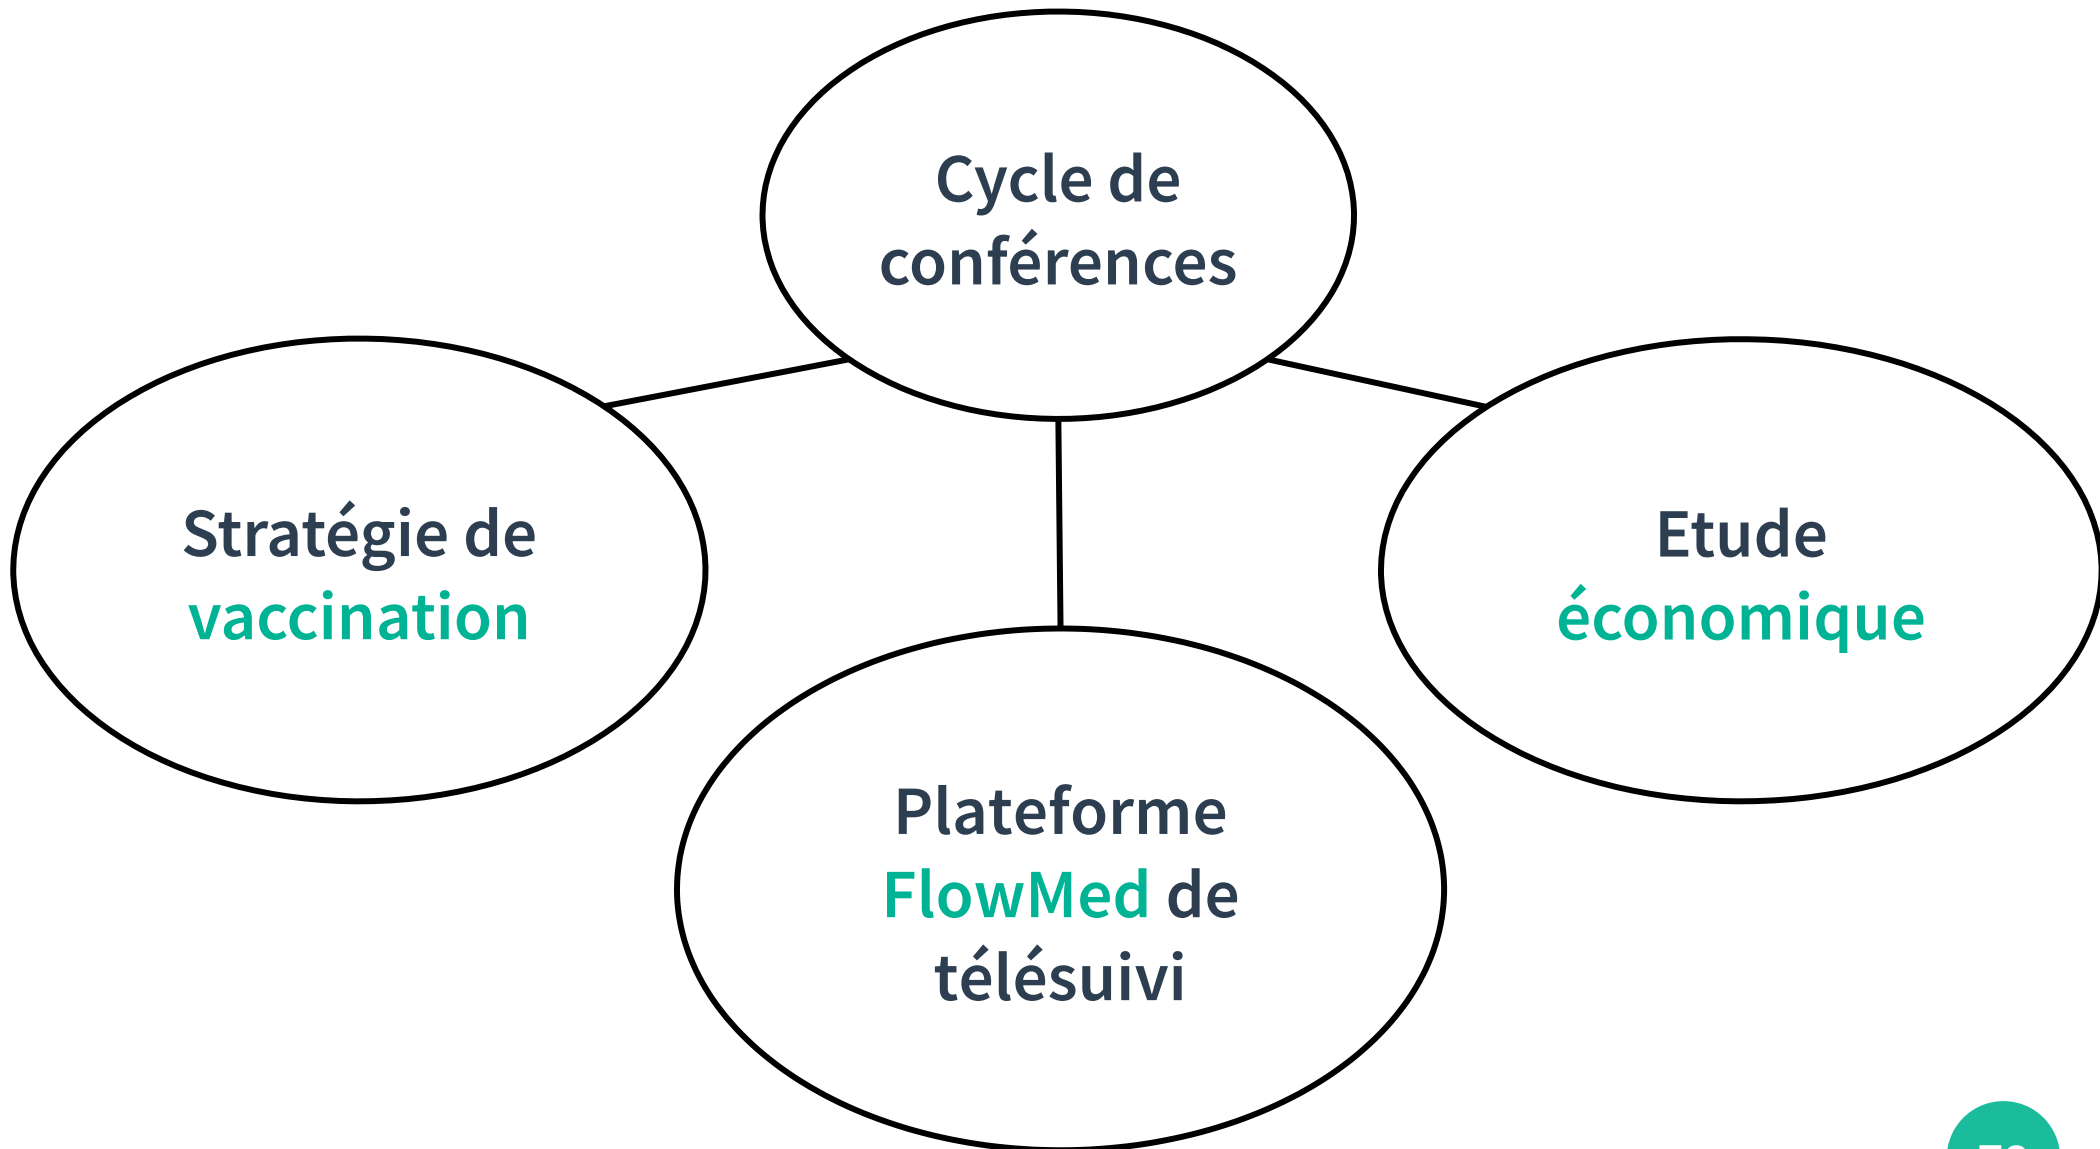 Cycle de
conférences
Stratégie de
vaccination
Etude
économique
Plateforme
FlowMed de
télésuivi